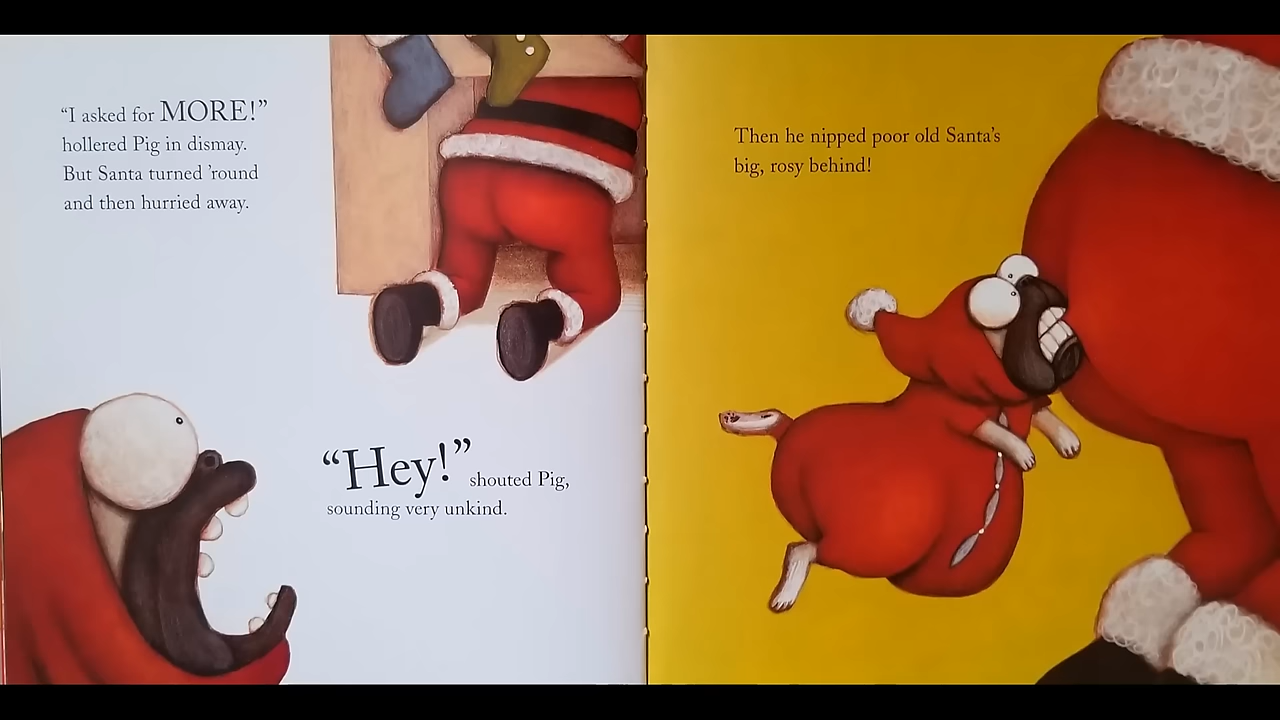 “I asked for MORE!”
hollered Pig in dismay.
But Santa turned ’round
and then hurried away.
“Hey!” shouted Pig,
sounding very unkind.
Then he nipped poor old Santa’s
big, rosy behind!